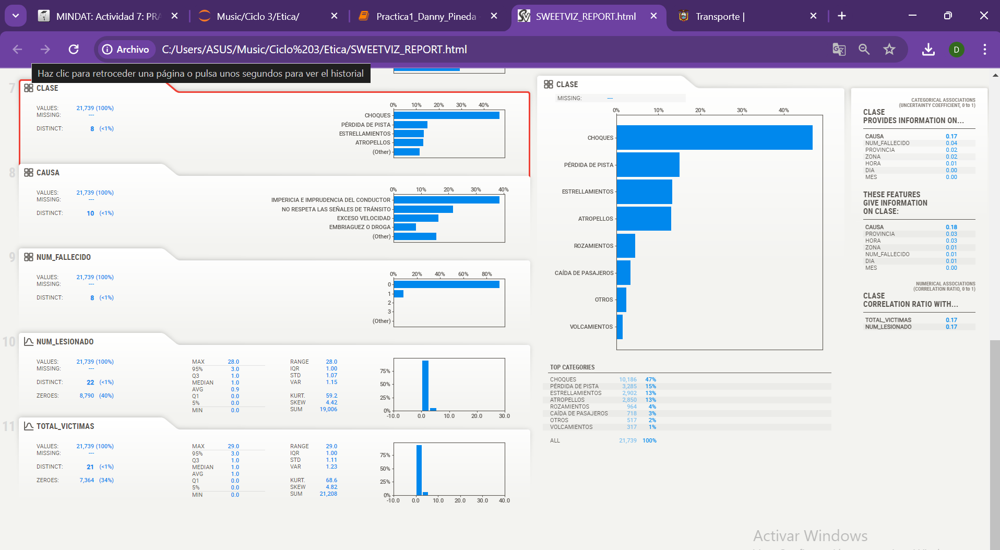 MINDAT: Actividad 7: PRA
Music/Ciclo 3/Etica/
Practica1_Danny_Pineda
SWEETVIZ_REPORT.html
Transporte |
Archivo
C:/Users/ASUS/Music/Ciclo%203/Etica/SWEETVIZ_REPORT.html
D
Haz clic para retroceder una página o pulsa unos segundos para ver el historial
7
CLASE
VALUES: 21,739 (100%)
MISSING: ---
DISTINCT: 8 (<1%)
0% 10% 20% 30% 40%
CHOQUES
PÉRDIDA DE PISTA
ESTRELLAMIENTOS
ATROPELLOS
(Other)
8
CAUSA
VALUES: 21,739 (100%)
MISSING: ---
DISTINCT: 10 (<1%)
0% 10% 20% 30% 40%
IMPERICIA E IMPRUDENCIA DEL CONDUCTOR
NO RESPETA LAS SEÑALES DE TRÁNSITO
EXCESO VELOCIDAD
EMBRIAGUEZ O DROGA
(Other)
9
NUM_FALLECIDO
VALUES: 21,739 (100%)
MISSING: ---
DISTINCT: 8 (<1%)
0% 20% 40% 60% 80%
0
1
2
3
(Other)
10
NUM_LESIONADO
VALUES: 21,739 (100%)
MISSING: ---
DISTINCT: 22 (<1%)
ZEROES: 8,790 (40%)
MAX 28.0
95% 3.0
Q3 1.0
MEDIAN 1.0
AVG 0.9
Q1 0.0
5% 0.0
MIN 0.0
RANGE 28.0
IQR 1.00
STD 1.07
VAR 1.15
KURT. 59.2
SKEW 4.42
SUM 19,006
75%
50%
25%
0%
-10.0 0.0 10.0 20.0 30.0
11
TOTAL_VICTIMAS
VALUES: 21,739 (100%)
MISSING: ---
DISTINCT: 21 (<1%)
ZEROES: 7,364 (34%)
MAX 29.0
95% 3.0
Q3 1.0
MEDIAN 1.0
AVG 1.0
Q1 0.0
5% 0.0
MIN 0.0
RANGE 29.0
IQR 1.00
STD 1.11
VAR 1.23
KURT. 68.6
SKEW 4.82
SUM 21,208
75%
50%
25%
0%
-10.0 0.0 10.0 20.0 30.0 40.0
CLASE
MISSING: ---
0% 10% 20% 30% 40%
CHOQUES
PÉRDIDA DE PISTA
ESTRELLAMIENTOS
ATROPELLOS
ROZAMIENTOS
CAÍDA DE PASAJEROS
OTROS
VOLCAMIENTOS
TOP CATEGORIES
CHOQUES 10,186 47%
PÉRDIDA DE PISTA 3,285 15%
ESTRELLAMIENTOS 2,902 13%
ATROPELLOS 2,850 13%
ROZAMIENTOS 964 4%
CAÍDA DE PASAJEROS 718 3%
OTROS 517 2%
VOLCAMIENTOS 317 1%
ALL 21,739 100%
CATEGORICAL ASSOCIATIONS
(UNCERTAINTY COEFFICIENT, 0 to 1)
CLASE
PROVIDES INFORMATION ON...
CAUSA 0.17
NUM_FALLECIDO 0.04
PROVINCIA 0.02
ZONA 0.02
HORA 0.01
DIA 0.00
MES 0.00
THESE FEATURES
GIVE INFORMATION
ON CLASE:
CAUSA 0.18
PROVINCIA 0.03
HORA 0.03
ZONA 0.01
NUM_FALLECIDO 0.01
DIA 0.01
MES 0.00
NUMERICAL ASSOCIATIONS
(CORRELATION RATIO, 0 to 1)
CLASE
CORRELATION RATIO WITH...
TOTAL_VICTIMAS 0.17
NUM_LESIONADO 0.17
Activar Windows